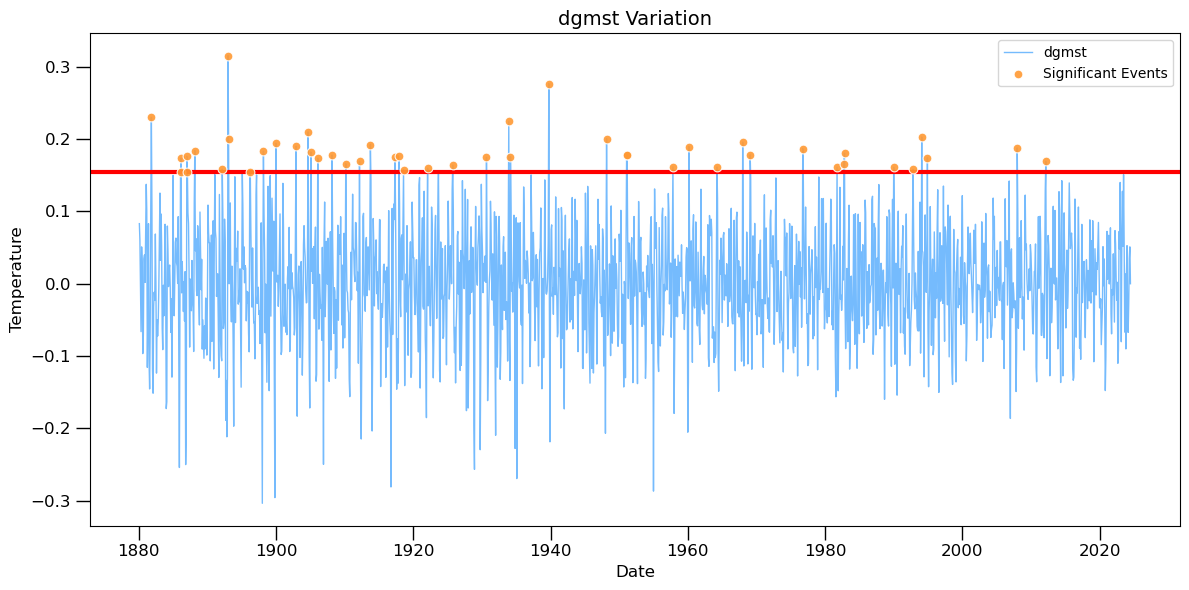 dgmst Variation
dgmst
Significant Events
Temperature
0.3
0.2
0.1
0.0
−0.1
−0.2
−0.3
1880 1900 1920 1940 1960 1980 2000 2020
Date